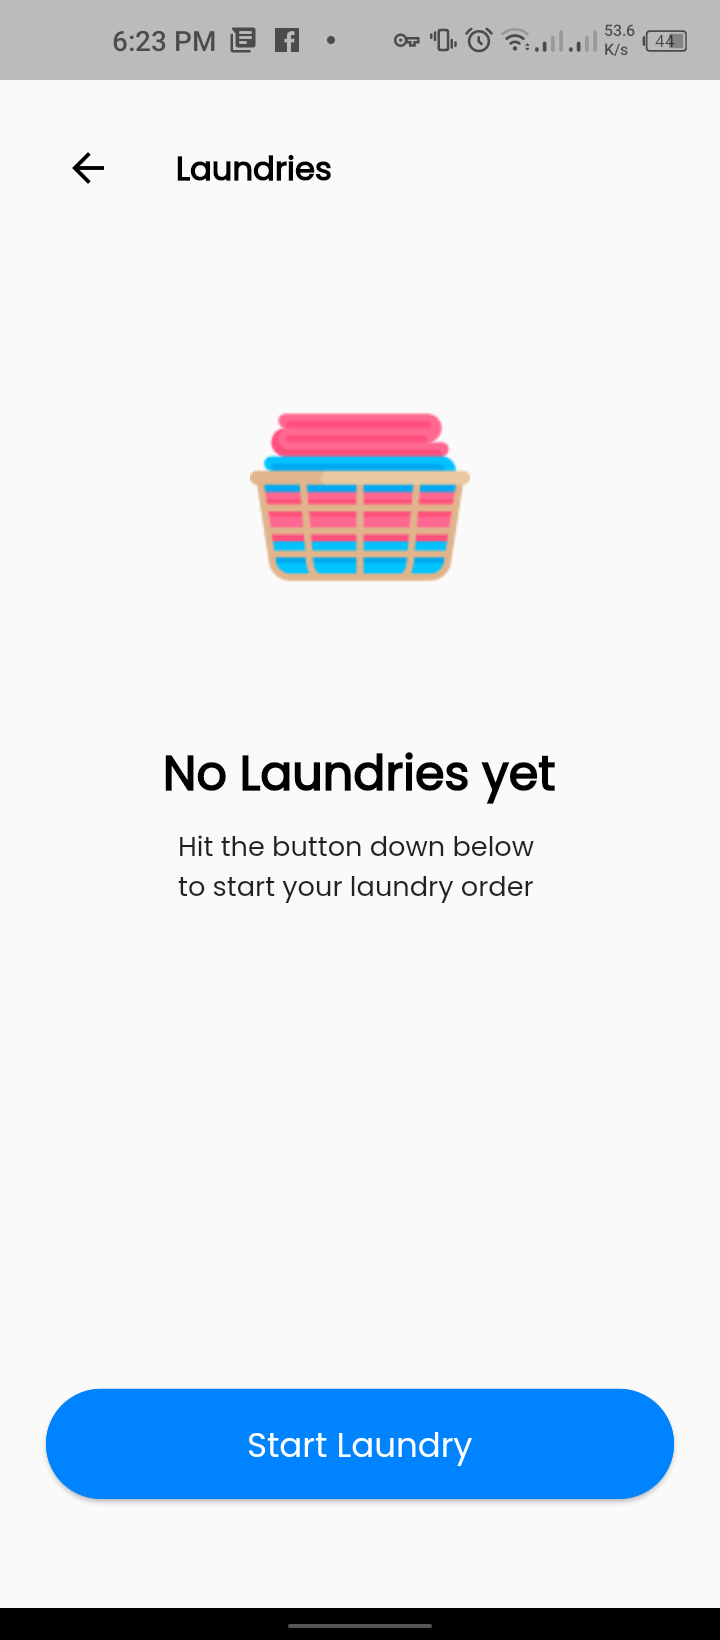 6:23 PM
53.6
K/s
44
Laundries
No Laundries yet
Hit the button down below
to start your laundry order
Start Laundry